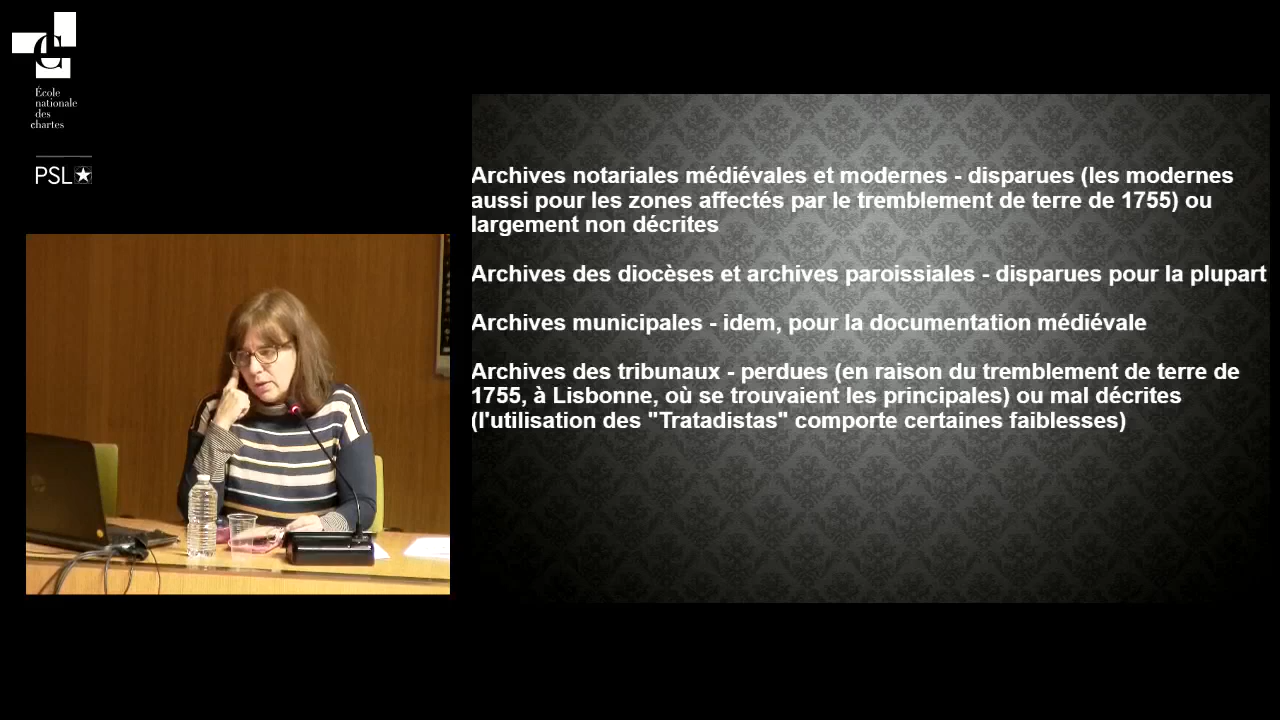 École
nationale
des
chartes
PSL
Archives notariales médiévales et modernes - disparues (les modernes
aussi pour les zones affectés par le tremblement de terre de 1755) ou
largement non décrites
Archives des diocèses et archives paroissiales - disparues pour la plupart
Archives municipales - idem, pour la documentation médiévale
Archives des tribunaux - perdues (en raison du tremblement de terre de
1755, à Lisbonne, où se trouvaient les principales) ou mal décrites
(l'utilisation des "Tratadistas" comporte certaines faiblesses)